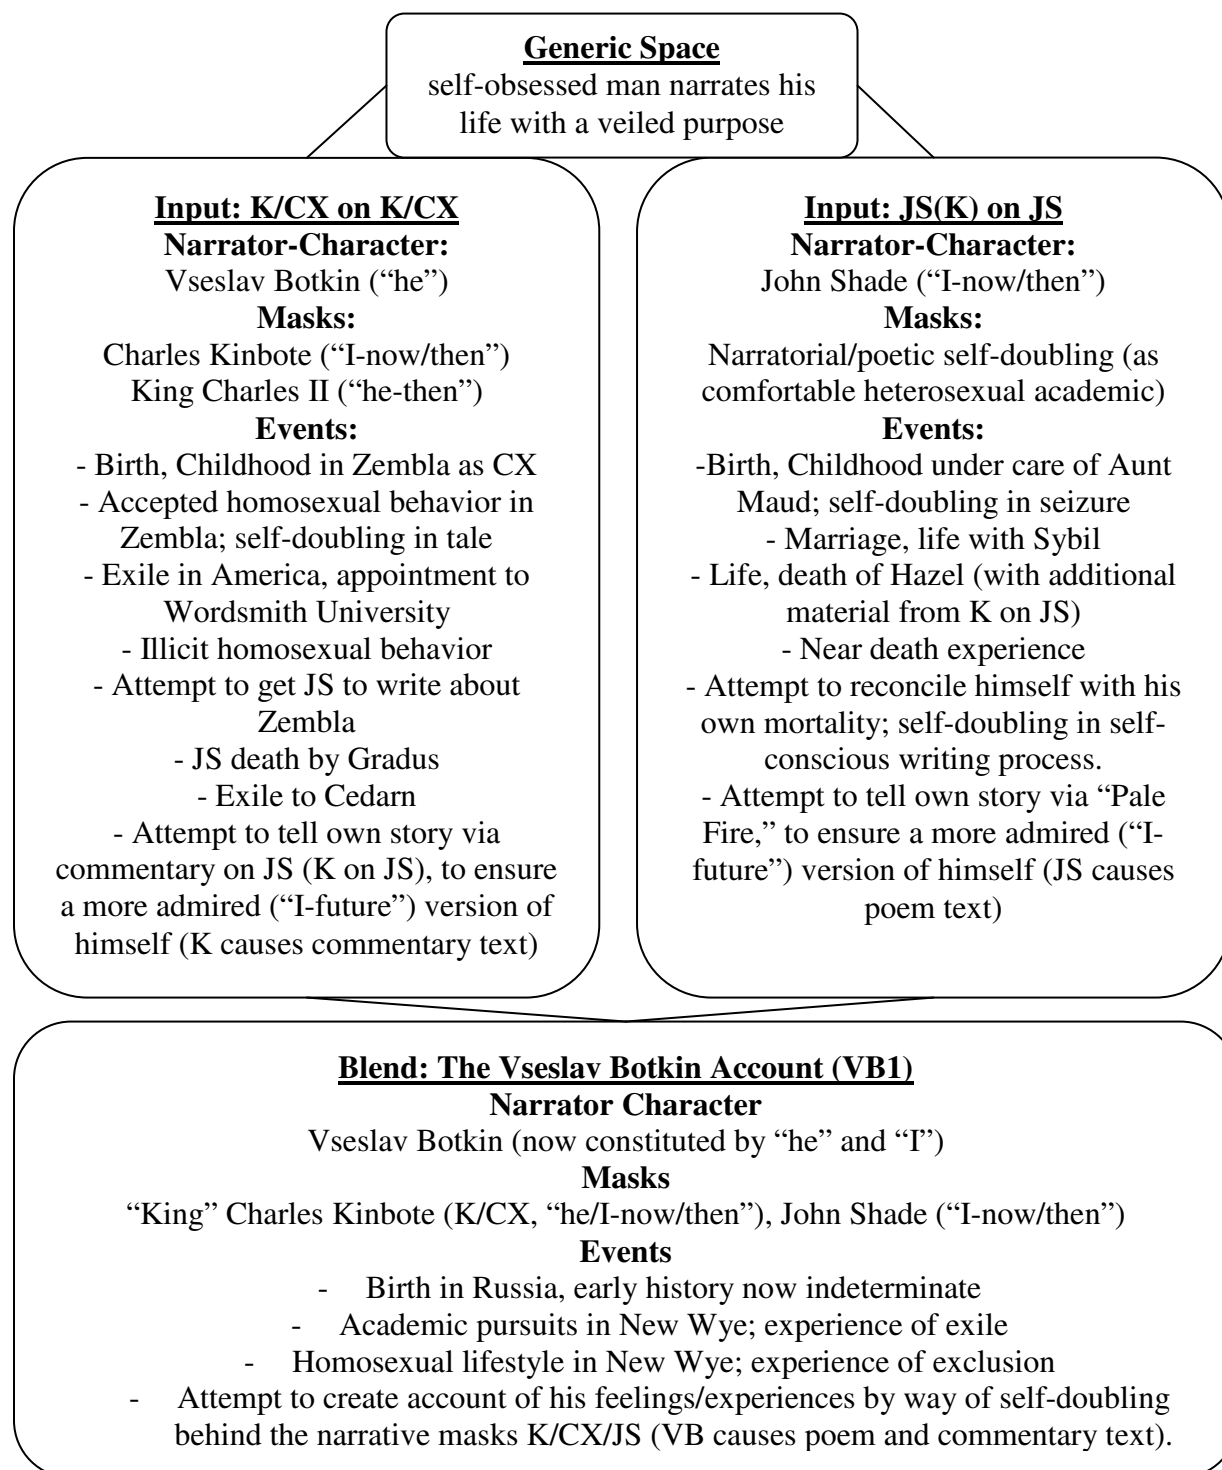 Generic Space
self-obsessed man narrates his
life with a veiled purpose
Input: K/CX on K/CX
Narrator-Character:
Vseslav Botkin (“he”)
Masks:
Charles Kinbote (“I-now/then”)
King Charles II (“he-then”)
Events:
- Birth, Childhood in Zembla as CX
- Accepted homosexual behavior in
Zembla; self-doubling in tale
- Exile in America, appointment to
Wordsmith University
- Illicit homosexual behavior
- Attempt to get JS to write about
Zembla
- JS death by Gradus
- Exile to Cedarn
- Attempt to tell own story via
commentary on JS (K on JS), to ensure
a more admired (“I-future”) version of
himself (K causes commentary text)
Input: JS(K) on JS
Narrator-Character:
John Shade (“I-now/then”)
Masks:
Narratorial/poetic self-doubling (as
comfortable heterosexual academic)
Events:
-Birth, Childhood under care of Aunt
Maud; self-doubling in seizure
- Marriage, life with Sybil
- Life, death of Hazel (with additional
material from K on JS)
- Near death experience
- Attempt to reconcile himself with his
own mortality; self-doubling in self-
conscious writing process.
- Attempt to tell own story via “Pale
Fire,” to ensure a more admired (“I-
future”) version of himself (JS causes
poem text)
Blend: The Vseslav Botkin Account (VB1)
Narrator Character
Vseslav Botkin (now constituted by “he” and “I”)
Masks
“King” Charles Kinbote (K/CX, “he/I-now/then”), John Shade (“I-now/then”)
Events
- Birth in Russia, early history now indeterminate
- Academic pursuits in New Wye; experience of exile
- Homosexual lifestyle in New Wye; experience of exclusion
- Attempt to create account of his feelings/experiences by way of self-doubling
behind the narrative masks K/CX/JS (VB causes poem and commentary text).